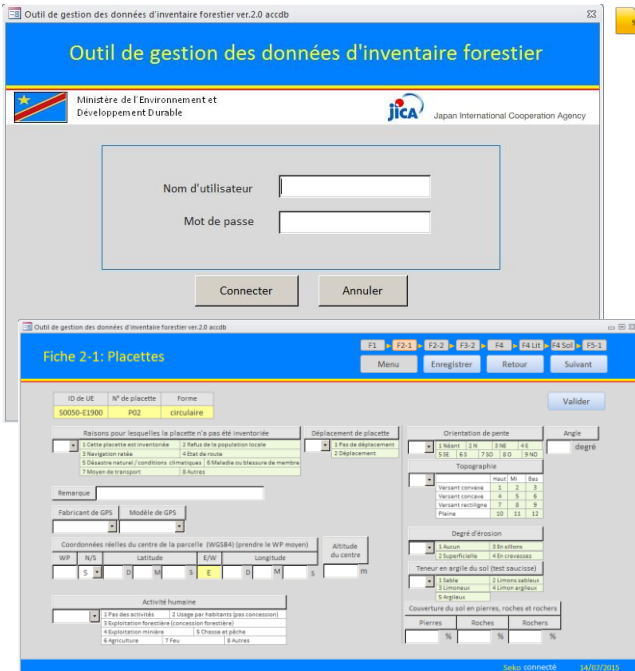 Outil de gestion des données d'inventaire forestier ver.2.0 accdb
Outil de gestion des données d'inventaire forestier
Ministère de l'Environnement et
Développement Durable
jica Japan International Cooperation Agency
Nom d'utilisateur
Mot de passe
Connecter Annuler
Outil de gestion des données d'inventaire forestier ver.2.0 accdb
Fiche 2-1: Placettes
F1 F2-1 F2-2 F3-2 F4 F4 Lit F4 Sol F5-1
Menu Enregistrer Retour Suivant
ID de UE N° de placette Forme
S0050-E1900 P02 circulaire
Valider
Raisons pour lesquelles la placette n'a pas été inventoriée
1 Cette placette est inventoriée 2 Refus de la population locale
3 Navigation ratée 4 Etat de route
5 Désastre naturel / conditions climatiques 6 Maladie ou blessure de membre
7 Moyen de transport 8 Autres
Déplacement de placette
1 Pas de déplacement
2 Déplacement
Orientation de pente
1 Néant 2 N 3 NE 4 E
5 SE 6 S 7 SO 8 O 9 NO
Angle
degré
Topographie
Haut Mi Bas
Versant convexe 1 2 3
Versant concave 4 5 6
Versant rectiligne 7 8 9
Plaine 10 11 12
Remarque
Fabricant de GPS Modèle de GPS
Coordonnées réelles du centre de la parcelle (WGS84) (prendre le WP moyen)
WP N/S Latitude E/W Longitude
S D M S E D M S
Altitude
du centre
m
Degré d'érosion
1 Aucun 3 En sillons
2 Superficielle 4 En crevasses
Teneur en argile du sol (test saucisse)
1 Sable 2 Limons sableux
3 Limoneux 4 Limon argileux
5 Argileux
Activité humaine
1 Pas des activités 2 Usage par habitants (pas concession)
3 Exploitation forestière (concession forestière)
4 Exploitation minière 5 Chasse et pêche
6 Agriculture 7 Feu 8 Autres
Couverture du sol en pierres, roches et rochers
Pierres Roches Rochers
% % %
Seko connecté 14/07/2015